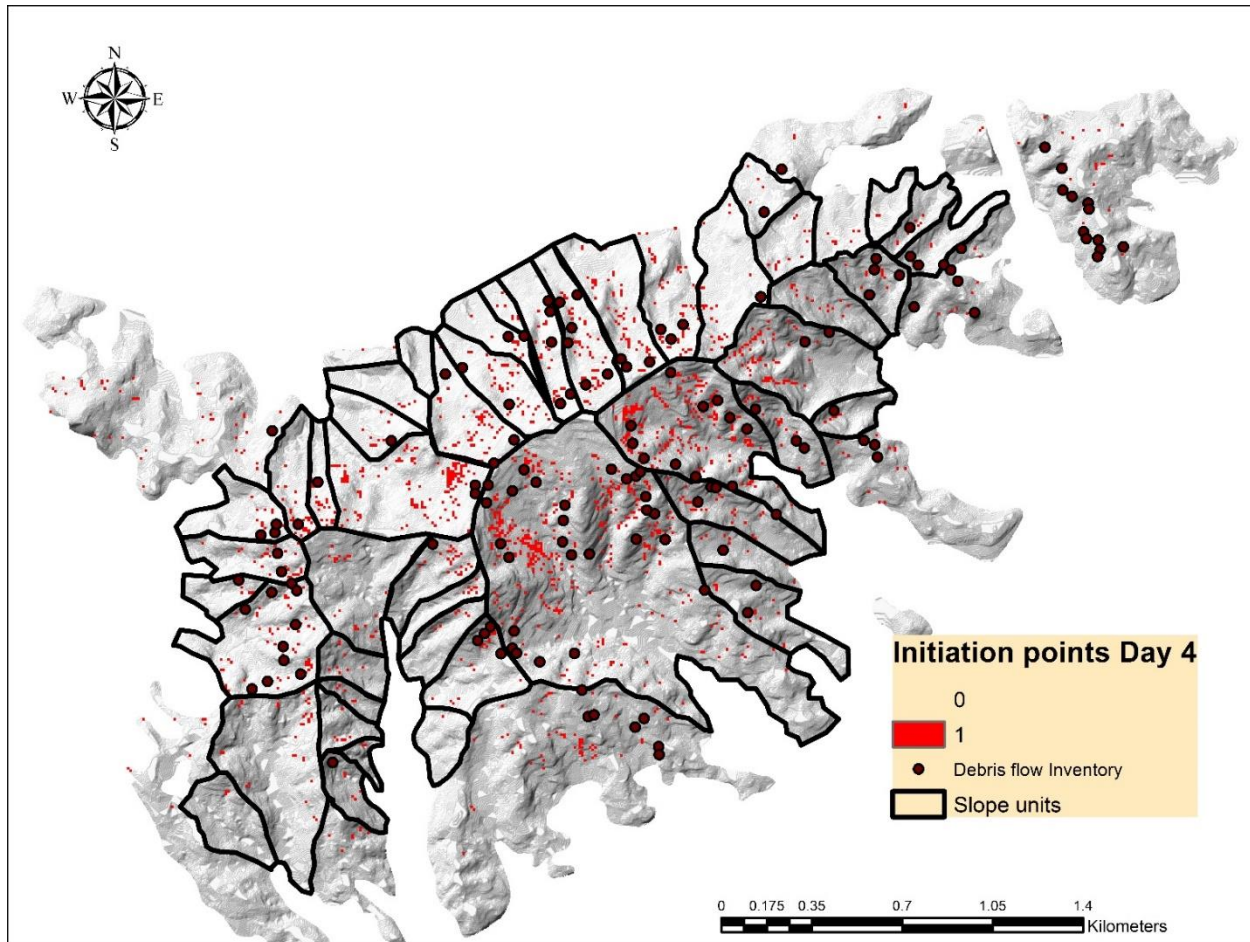 N
W E
S
Initiation points Day 4
0
1
Debris flow Inventory
Slope units
0 0.175 0.35 0.7 1.05 1.4
Kilometers